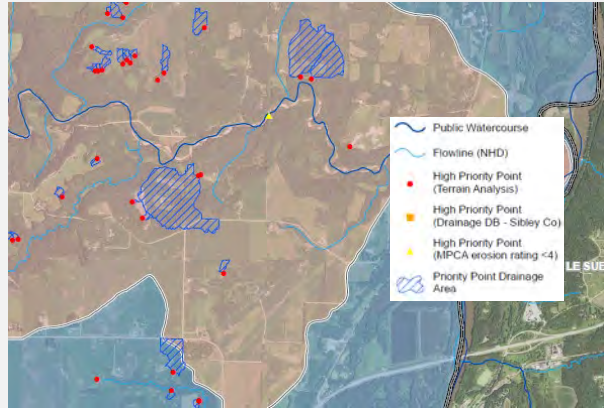 Public Watercourse
Flowline (NHD)
High Priority Point
(Terrain Analysis)
High Priority Point
(Drainage DB - Sibley Co)
High Priority Point
(MPCA erosion rating <4)
Priority Point Drainage
Area
LE SUE